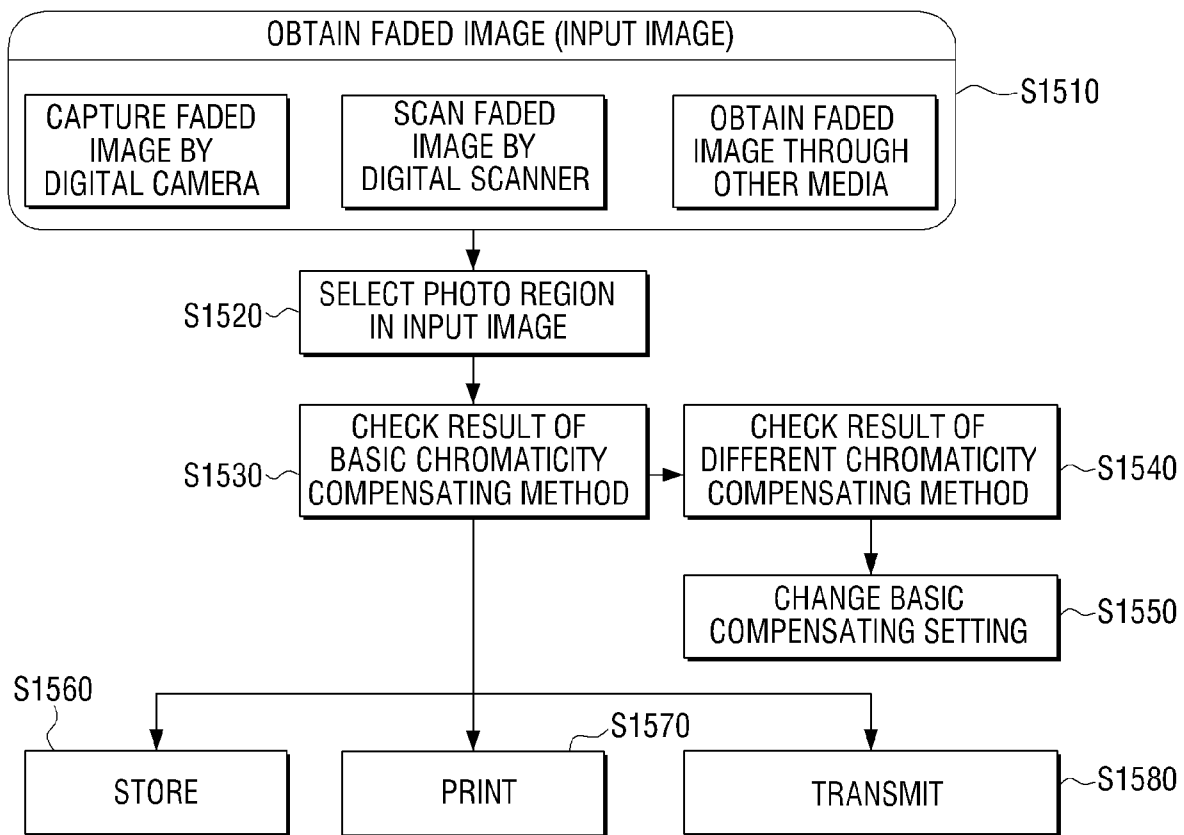 OBTAIN FADED IMAGE (INPUT IMAGE)
CAPTURE FADED
IMAGE BY
DIGITAL CAMERA
SCAN FADED
IMAGE BY
DIGITAL SCANNER
OBTAIN FADED
IMAGE THROUGH
OTHER MEDIA
S1510
S1520
SELECT PHOTO REGION
IN INPUT IMAGE
S1530
CHECK RESULT OF
BASIC CHROMATICITY
COMPENSATING METHOD
CHECK RESULT OF
DIFFERENT CHROMATICITY
COMPENSATING METHOD
S1540
CHANGE BASIC
COMPENSATING SETTING
S1550
S1560
STORE
S1570
PRINT
TRANSMIT
S1580